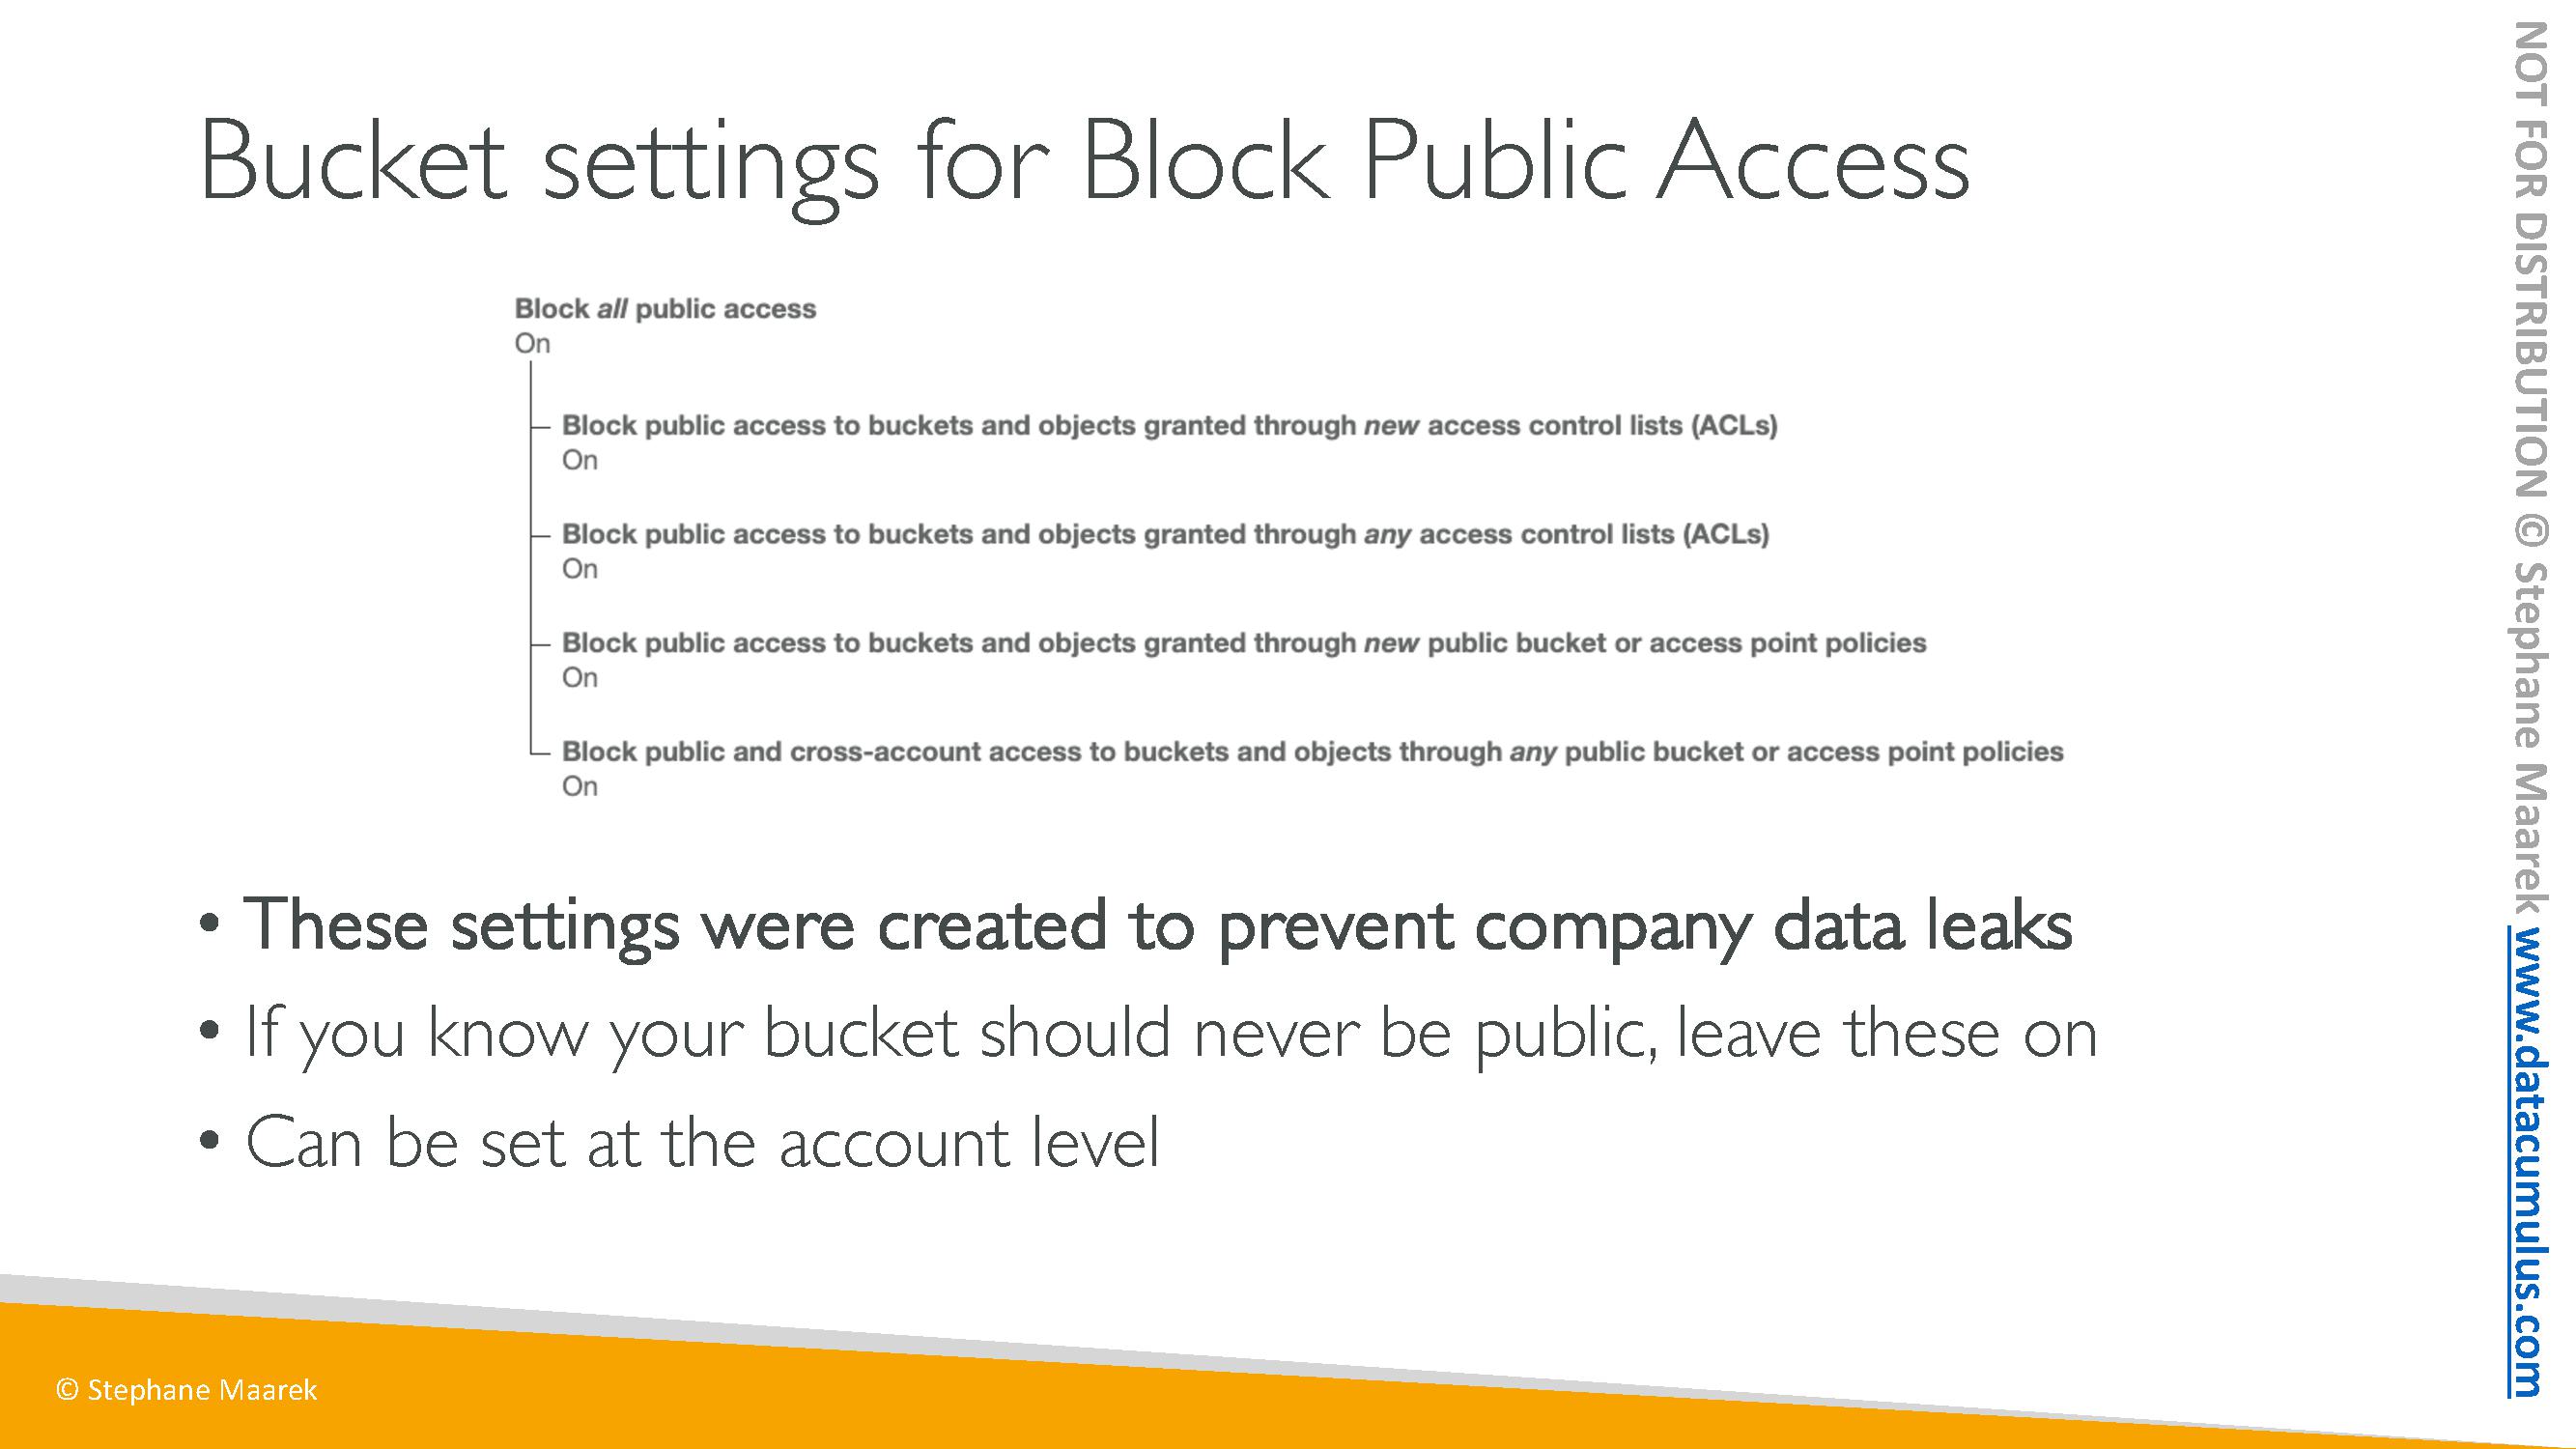 Bucket settings for Block Public Access
Block all public access
On
Block public access to buckets and objects granted through new access control lists (ACLs)
On
Block public access to buckets and objects granted through any access control lists (ACLs)
On
Block public access to buckets and objects granted through new public bucket or access point policies
On
Block public and cross-account access to buckets and objects through any public bucket or access point policies
On
• These settings were created to prevent company data leaks
• If you know your bucket should never be public, leave these on
• Can be set at the account level
© Stephane Maarek
NOT FOR DISTRIBUTION © Stephane Maarek www.datacumulus.com